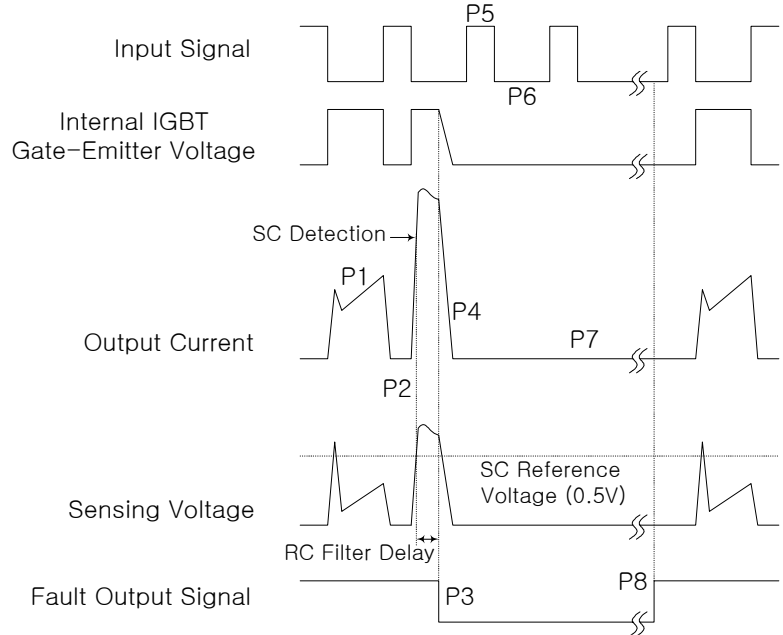 P5
Input Signal
P6
Internal IGBT
Gate-Emitter Voltage
SC Detection
P1
P4
Output Current
P7
P2
SC Reference
Voltage (0.5V)
Sensing Voltage
RC Filter Delay
P3
P8
Fault Output Signal